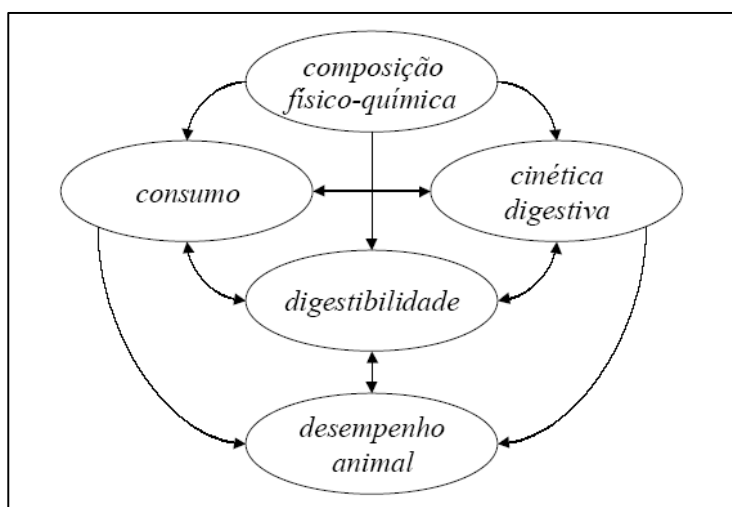 composição
físico-química
consumo
cinética
digestiva
digestibilidade
desempenho
animal